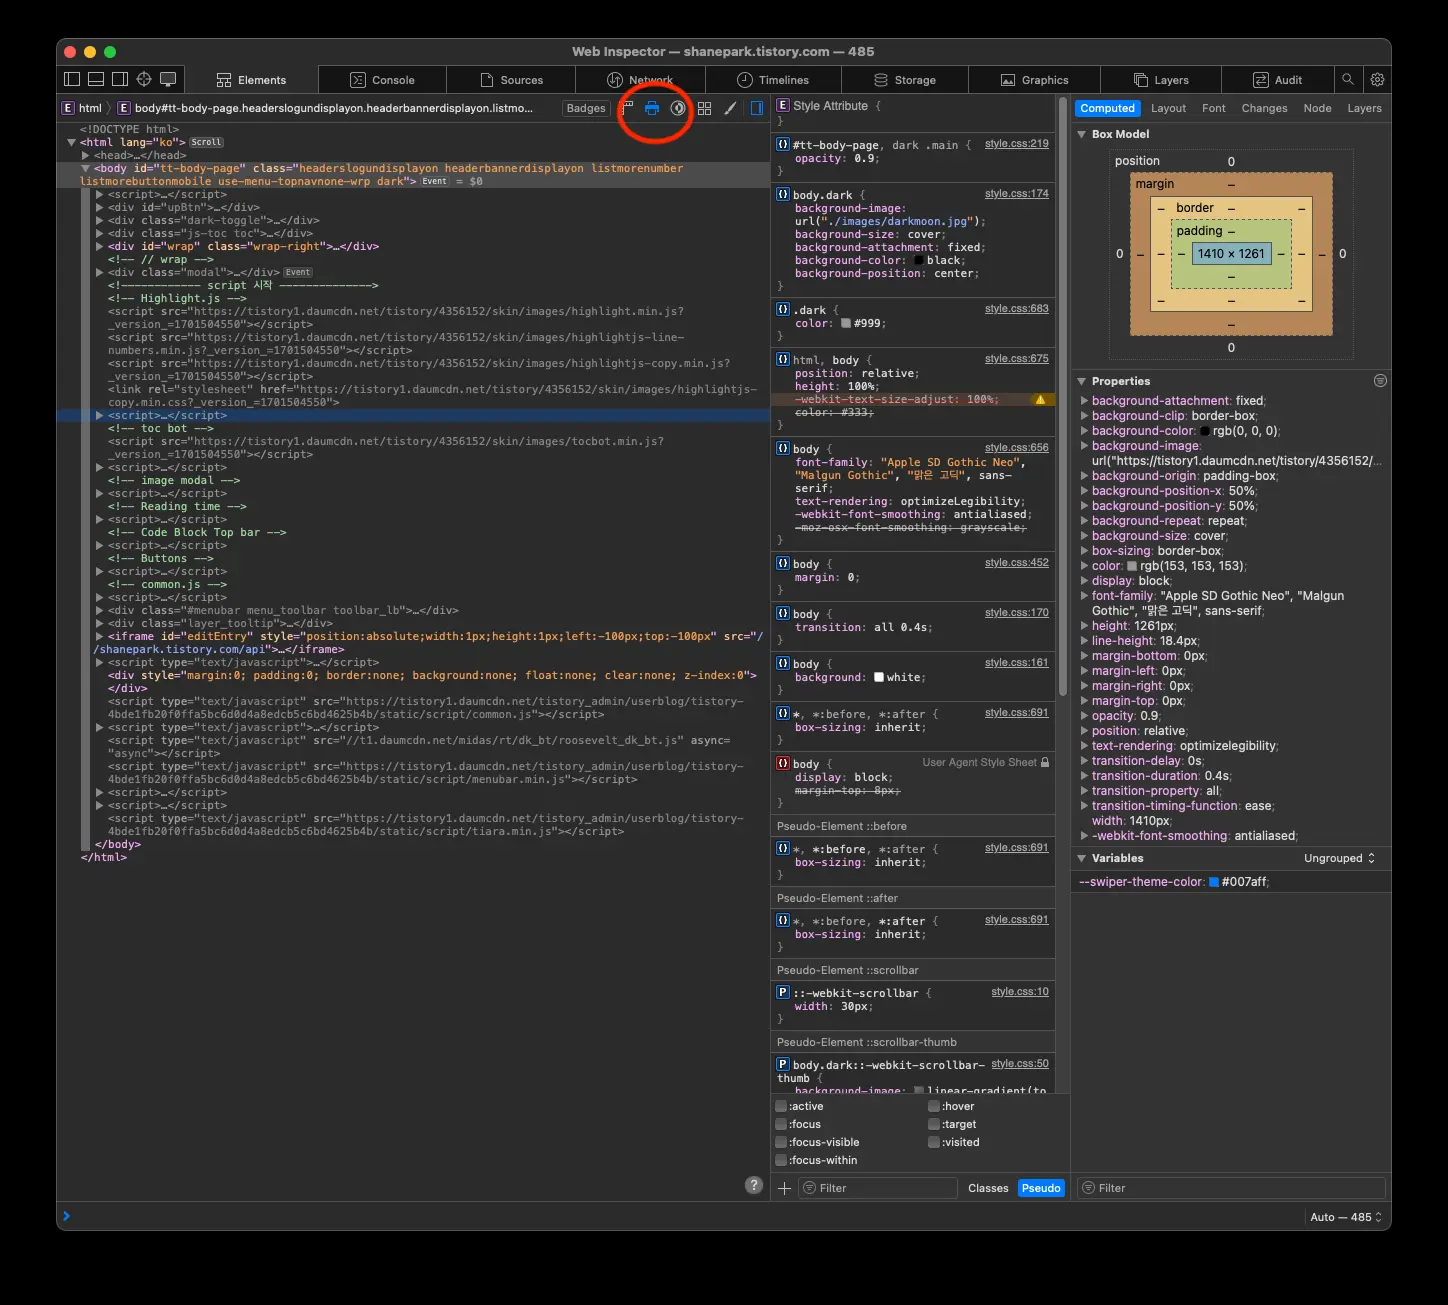 Web Inspector — shanepark.tistory.com — 485
Elements
Console
Sources
Network
Timelines
Storage
Graphics
Layers
Audit
E html
E body#tt-body-page.headerslogundisplayon.headerbannerdisplayon.listmo...
Badges
<!DOCTYPE html>
<html lang="ko"> Scroll
<head>…</head>
<body id="tt-body-page" class="headerslogundisplayon headerbannerdisplayon listmorenumber
listmorebuttonmobile use-menu-topnavnone-wrp dark"> Event = $0
<script>…</script>
<div id="upBtn">…</div>
<div class="dark-toggle">…</div>
<div class="js-toc toc">…</div>
<div id="wrap" class="wrap-right">…</div>
<!-- // wrap -->
<div class="modal">…</div> Event
<!------------ script 시작 -------------->
<!-- Highlight.js -->
<script src="https://tistory1.daumcdn.net/tistory/4356152/skin/images/highlight.min.js?
_version_=1701504550"></script>
<script src="https://tistory1.daumcdn.net/tistory/4356152/skin/images/highlightjs-line-
numbers.min.js?_version_=1701504550"></script>
<script src="https://tistory1.daumcdn.net/tistory/4356152/skin/images/highlightjs-copy.min.js?
_version_=1701504550"></script>
<link rel="stylesheet" href="https://tistory1.daumcdn.net/tistory/4356152/skin/images/highlightjs-
copy.min.css?_version_=1701504550">
<script>…</script>
<!-- toc bot -->
<script src="https://tistory1.daumcdn.net/tistory/4356152/skin/images/tocbot.min.js?
_version_=1701504550"></script>
<script>…</script>
<!-- image modal -->
<script>…</script>
<!-- Reading time -->
<script>…</script>
<!-- Code Block Top bar -->
<script>…</script>
<!-- Buttons -->
<script>…</script>
<!-- common.js -->
<script>…</script>
<div class="#menubar menu_toolbar toolbar_lb">…</div>
<div class="layer_tooltip">…</div>
<iframe id="editEntry" style="position:absolute;width:1px;height:1px;left:-100px;top:-100px" src="/
/shanepark.tistory.com/api">…</iframe>
<script type="text/javascript">…</script>
<div style="margin:0; padding:0; border:none; background:none; float:none; clear:none; z-index:0">
</div>
<script type="text/javascript" src="https://tistory1.daumcdn.net/tistory_admin/userblog/tistory-
4bde1fb20f0ffa5bc6d0d4a8edcb5c6bd4625b4b/static/script/common.js"></script>
<script type="text/javascript">…</script>
<script type="text/javascript" src="//t1.daumcdn.net/midas/rt/dk_bt/roosevelt_dk_bt.js" async=
"async"></script>
<script type="text/javascript" src="https://tistory1.daumcdn.net/tistory_admin/userblog/tistory-
4bde1fb20f0ffa5bc6d0d4a8edcb5c6bd4625b4b/static/script/menubar.min.js"></script>
<script>…</script>
<script>…</script>
<script type="text/javascript" src="https://tistory1.daumcdn.net/tistory_admin/userblog/tistory-
4bde1fb20f0ffa5bc6d0d4a8edcb5c6bd4625b4b/static/script/tiara.min.js"></script>
</body>
</html>
E Style Attribute {
}
#tt-body-page, dark .main { style.css:219
opacity: 0.9;
}
body.dark { style.css:174
background-image:
url("./images/darkmoon.jpg");
background-size: cover;
background-attachment: fixed;
background-color: black;
background-position: center;
}
.dark { style.css:683
color: #999;
}
html, body { style.css:675
position: relative;
height: 100%;
-webkit-text-size-adjust: 100%;
color: #333;
}
body { style.css:656
font-family: "Apple SD Gothic Neo",
"Malgun Gothic", "맑은 고딕", sans-
serif;
text-rendering: optimizeLegibility;
-webkit-font-smoothing: antialiased;
-moz-osx-font-smoothing: grayscale;
}
body { style.css:452
margin: 0;
}
body { style.css:170
transition: all 0.4s;
}
body { style.css:161
background: white;
}
*, *:before, *:after { style.css:691
box-sizing: inherit;
}
body { User Agent Style Sheet
display: block;
margin-top: 8px;
}
Pseudo-Element ::before
*, *:before, *:after { style.css:691
box-sizing: inherit;
}
Pseudo-Element ::after
*, *:before, *:after { style.css:691
box-sizing: inherit;
}
Pseudo-Element ::scrollbar
P ::-webkit-scrollbar { style.css:10
width: 30px;
}
Pseudo-Element ::scrollbar-thumb
P body.dark::-webkit-scrollbar- style.css:50
thumb {
background-image: linear-gradient(to
:active
:hover
:focus
:target
:focus-visible
:visited
:focus-within
Filter
Classes
Pseudo
Computed
Layout
Font
Changes
Node
Layers
Box Model
position 0
margin –
– border – –
padding –
0 – – – 1410 × 1261 – – – 0
–
– – –
–
0
Properties
background-attachment: fixed;
background-clip: border-box;
background-color: rgb(0, 0, 0);
background-image:
url("https://tistory1.daumcdn.net/tistory/4356152/...
background-origin: padding-box;
background-position-x: 50%;
background-position-y: 50%;
background-repeat: repeat;
background-size: cover;
box-sizing: border-box;
color: rgb(153, 153, 153);
display: block;
font-family: "Apple SD Gothic Neo", "Malgun
Gothic", "맑은 고딕", sans-serif;
height: 1261px;
line-height: 18.4px;
margin-bottom: 0px;
margin-left: 0px;
margin-right: 0px;
margin-top: 0px;
opacity: 0.9;
position: relative;
text-rendering: optimizelegibility;
transition-delay: 0s;
transition-duration: 0.4s;
transition-property: all;
transition-timing-function: ease;
width: 1410px;
-webkit-font-smoothing: antialiased;
Variables
Ungrouped
--swiper-theme-color: #007aff;
Filter
?
Auto — 485